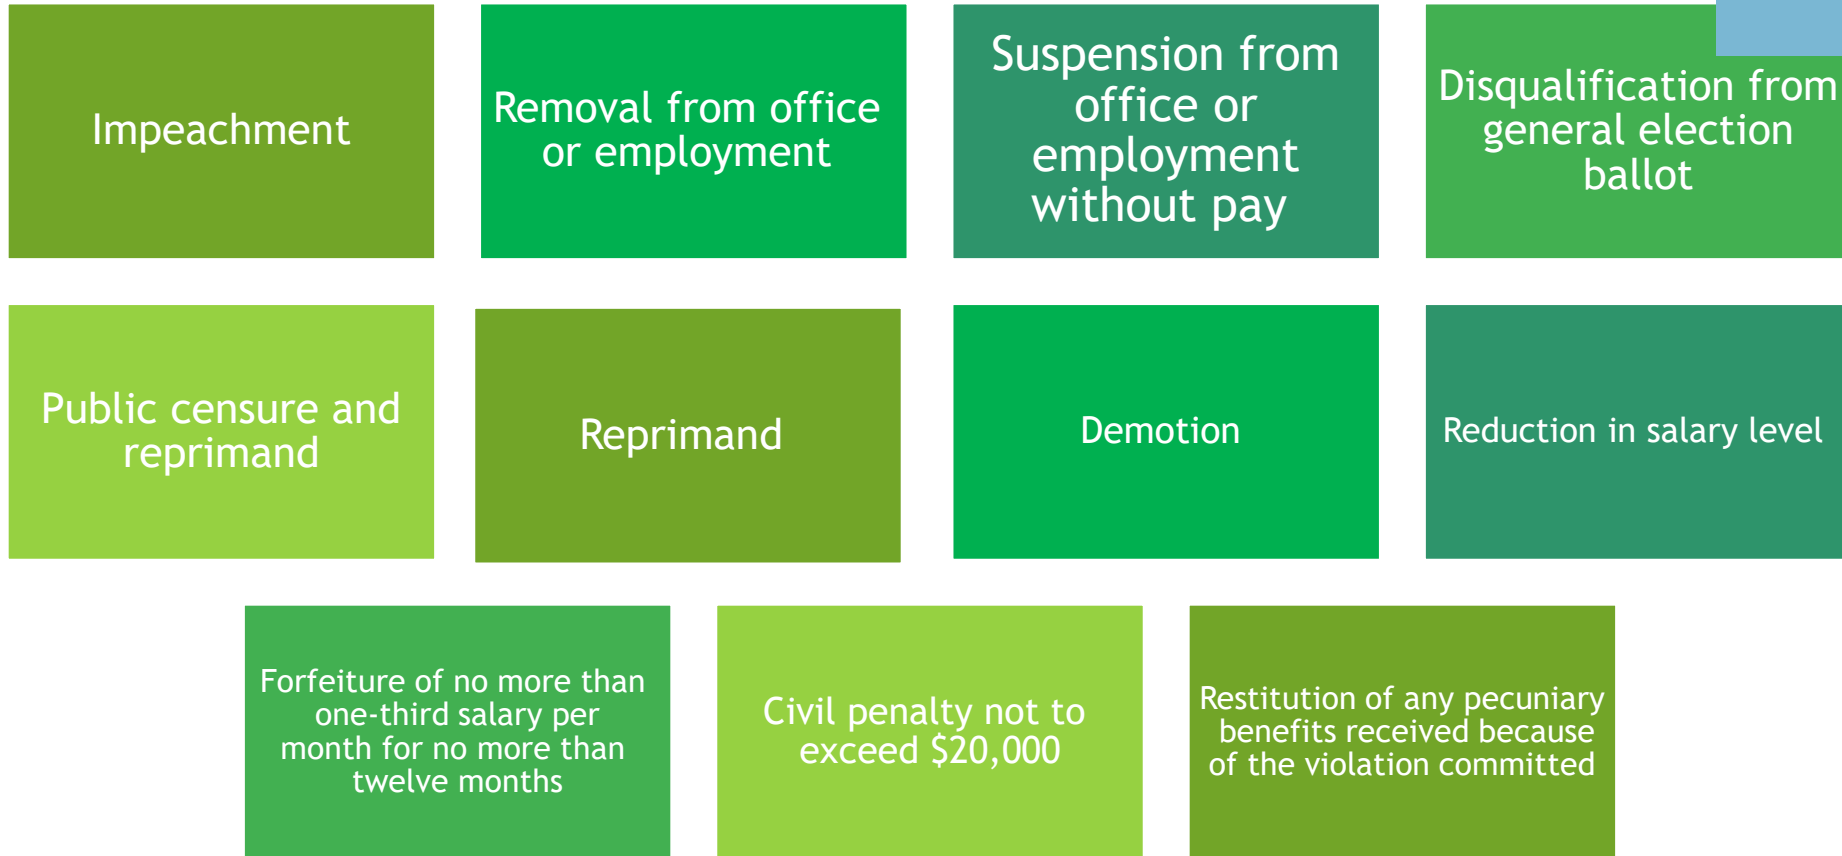 Impeachment
Removal from office
or employment
Suspension from
office or
employment
without pay
Disqualification from
general election
ballot
Public censure and
reprimand
Reprimand
Demotion
Reduction in salary level
Forfeiture of no more than
one-third salary per
month for no more than
twelve months
Civil penalty not to
exceed $20,000
Restitution of any pecuniary
benefits received because
of the violation committed